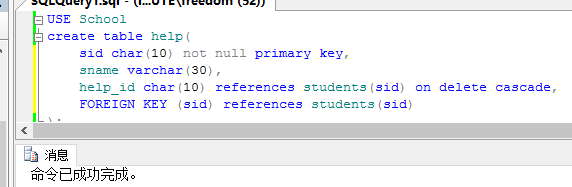 SQLQuery1.sql - (l...UTE\freedom (52))
USE School
create table help(
sid char(10) not null primary key,
sname varchar(30),
help_id char(10) references students(sid) on delete cascade,
FOREIGN KEY (sid) references students(sid)
);
消息
命令已成功完成。